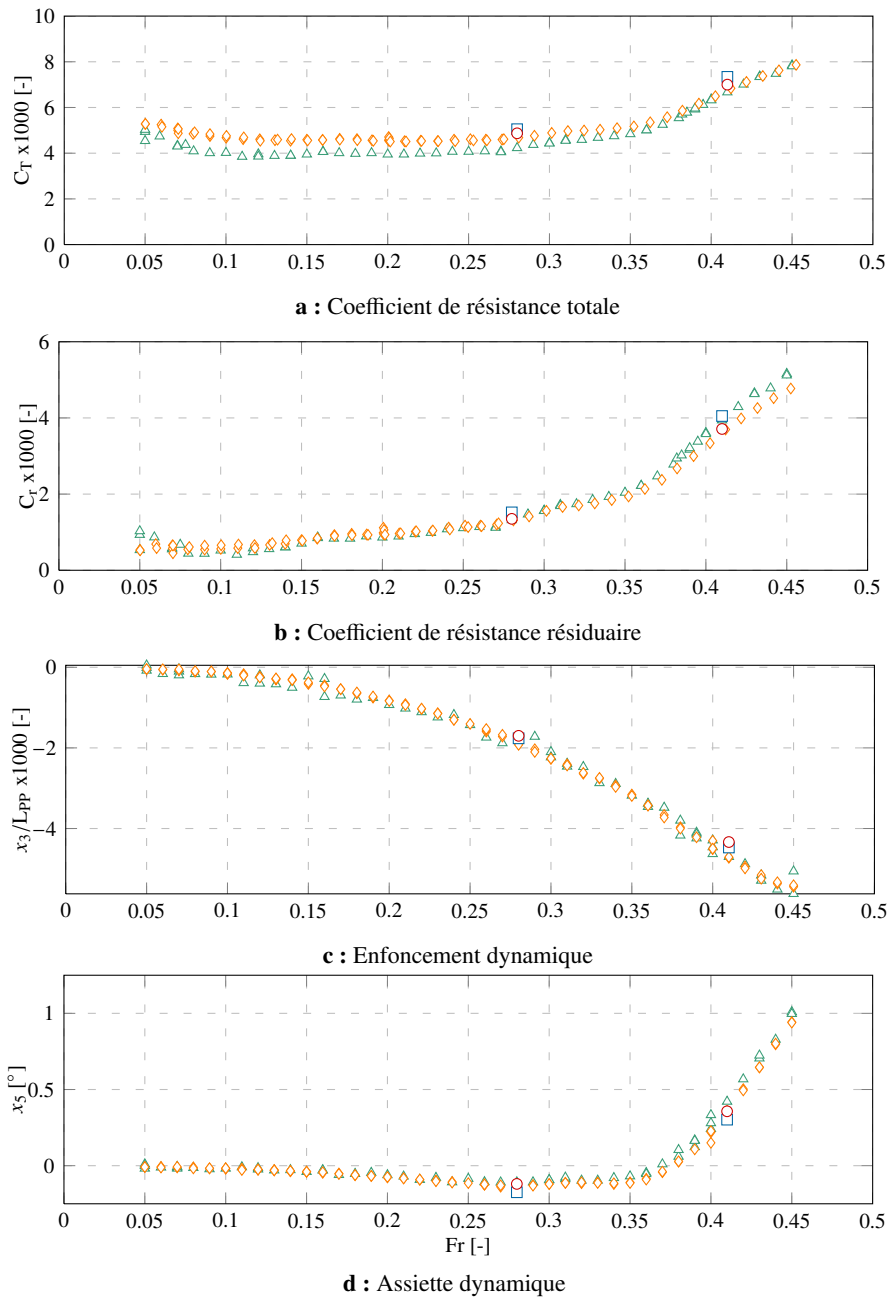 10
8
6
4
2
0
C_T x1000 [-]
0 0.05 0.1 0.15 0.2 0.25 0.3 0.35 0.4 0.45 0.5
a : Coefficient de résistance totale
6
4
2
0
C_r x1000 [-]
0 0.05 0.1 0.15 0.2 0.25 0.3 0.35 0.4 0.45 0.5
b : Coefficient de résistance résiduaire
0
−2
−4
x_3/L_PP x1000 [-]
0 0.05 0.1 0.15 0.2 0.25 0.3 0.35 0.4 0.45 0.5
c : Enfoncement dynamique
1
0.5
0
x_5 [°]
0 0.05 0.1 0.15 0.2 0.25 0.3 0.35 0.4 0.45 0.5
Fr [-]
d : Assiette dynamique